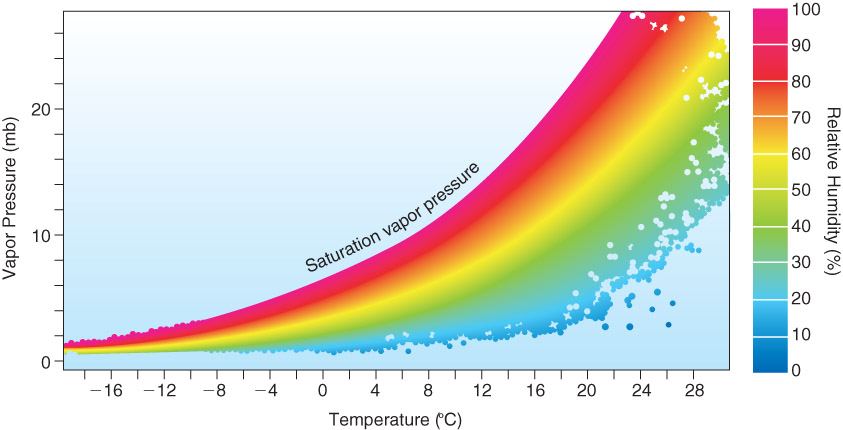 Saturation vapor pressure
Vapor Pressure (mb)
20
10
0
−16 −12 −8 −4 0 4 8 12 16 20 24 28
Temperature (°C)
100
90
80
70
60
50
40
30
20
10
0
Relative Humidity (%)